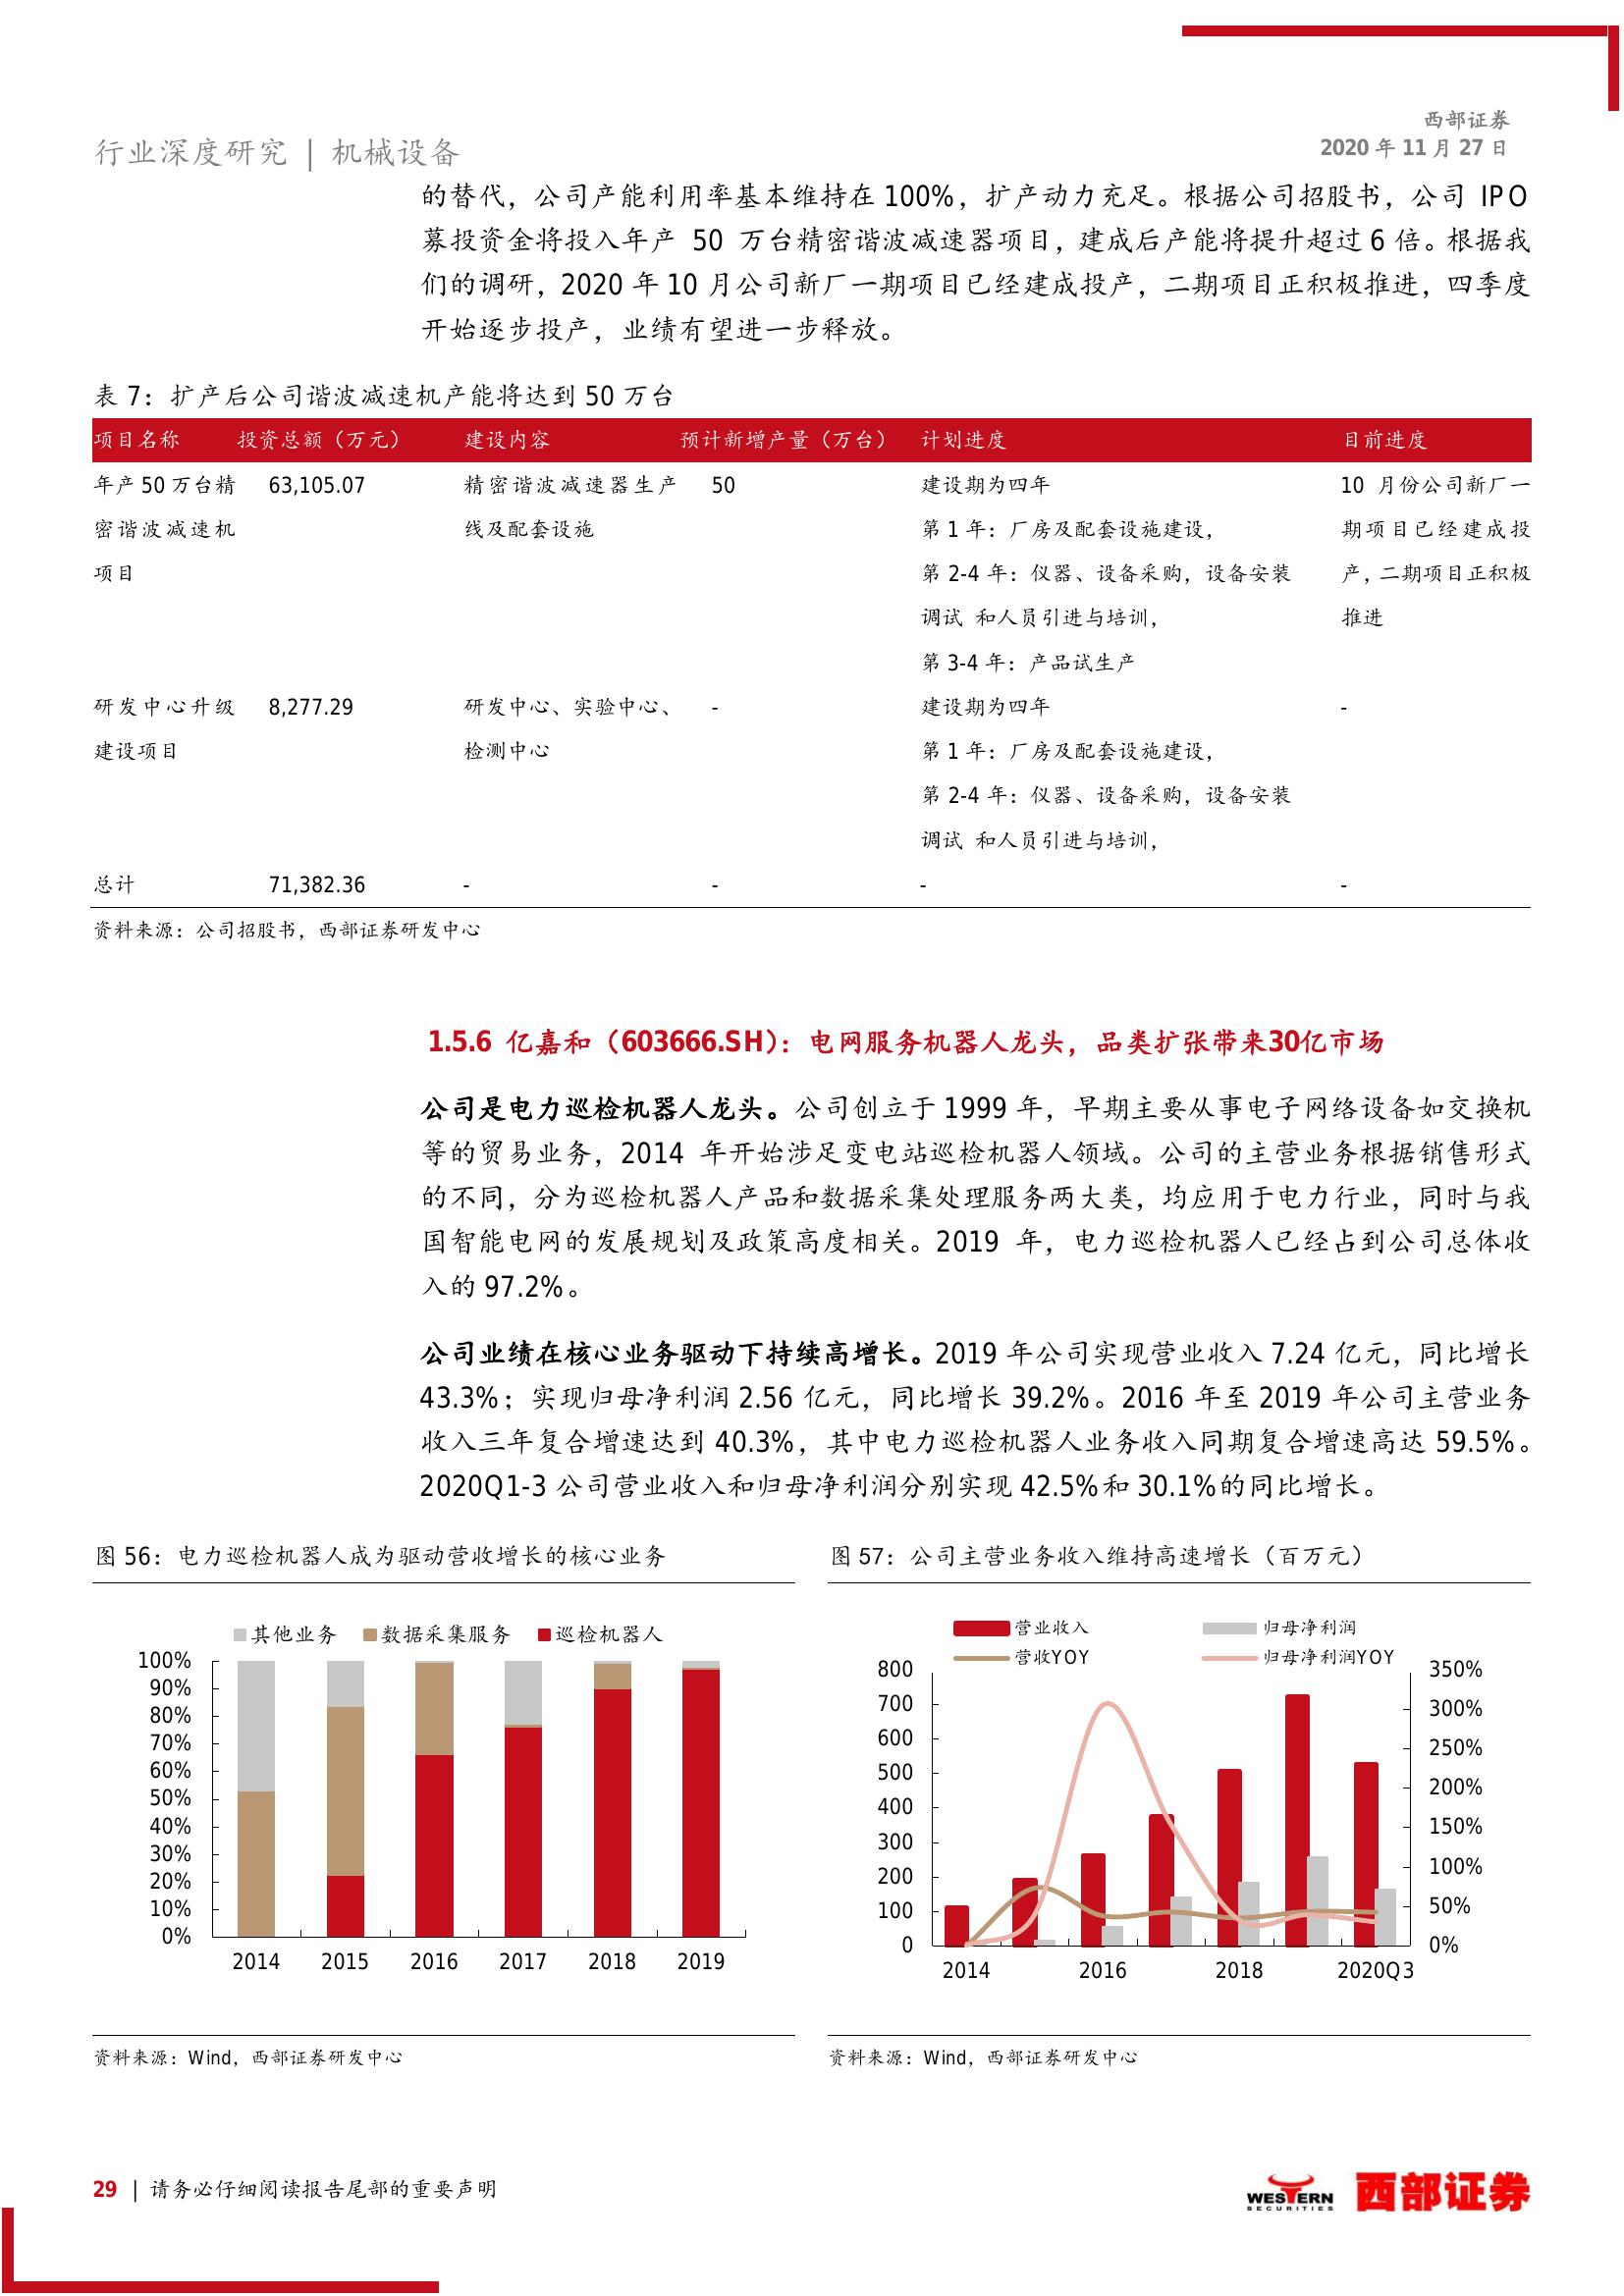 西部证券
2020 年 11 月 27 日
行业深度研究 | 机械设备
的替代，公司产能利用率基本维持在 100%，扩产动力充足。根据公司招股书，公司 IPO
募投资金将投入年产 50 万台精密谐波减速器项目，建成后产能将提升超过 6 倍。根据我
们的调研，2020 年 10 月公司新厂一期项目已经建成投产，二期项目正积极推进，四季度
开始逐步投产，业绩有望进一步释放。
表 7：扩产后公司谐波减速机产能将达到 50 万台
项目名称 投资总额（万元） 建设内容 预计新增产量（万台） 计划进度 目前进度
年产 50 万台精 63,105.07 精密谐波减速器生产 50 建设期为四年 10 月份公司新厂一
密谐波减速机 线及配套设施 第 1 年：厂房及配套设施建设， 期项目已经建成投
项目 第 2-4 年：仪器、设备采购，设备安装 产，二期项目正积极
调试 和人员引进与培训， 推进
第 3-4 年：产品试生产
研发中心升级 8,277.29 研发中心、实验中心、 - 建设期为四年 -
建设项目 检测中心 第 1 年：厂房及配套设施建设，
第 2-4 年：仪器、设备采购，设备安装
调试 和人员引进与培训，
总计 71,382.36 - - - -
资料来源：公司招股书，西部证券研发中心
1.5.6 亿嘉和（603666.SH）：电网服务机器人龙头，品类扩张带来30亿市场
公司是电力巡检机器人龙头。公司创立于 1999 年，早期主要从事电子网络设备如交换机
等的贸易业务，2014 年开始涉足变电站巡检机器人领域。公司的主营业务根据销售形式
的不同，分为巡检机器人产品和数据采集处理服务两大类，均应用于电力行业，同时与我
国智能电网的发展规划及政策高度相关。2019 年，电力巡检机器人已经占到公司总体收
入的 97.2%。
公司业绩在核心业务驱动下持续高增长。2019 年公司实现营业收入 7.24 亿元，同比增长
43.3%；实现归母净利润 2.56 亿元，同比增长 39.2%。2016 年至 2019 年公司主营业务
收入三年复合增速达到 40.3%，其中电力巡检机器人业务收入同期复合增速高达 59.5%。
2020Q1-3 公司营业收入和归母净利润分别实现 42.5%和 30.1%的同比增长。
图 56：电力巡检机器人成为驱动营收增长的核心业务
其他业务 数据采集服务 巡检机器人
100%
90%
80%
70%
60%
50%
40%
30%
20%
10%
0%
2014 2015 2016 2017 2018 2019
资料来源：Wind，西部证券研发中心
图 57：公司主营业务收入维持高速增长（百万元）
营业收入 归母净利润
营收YOY 归母净利润YOY
800 350%
700 300%
600 250%
500 200%
400 150%
300 100%
200 50%
100 0%
0
2014 2016 2018 2020Q3
资料来源：Wind，西部证券研发中心
29 | 请务必仔细阅读报告尾部的重要声明
WESTERN
SECURITIES
西部证券